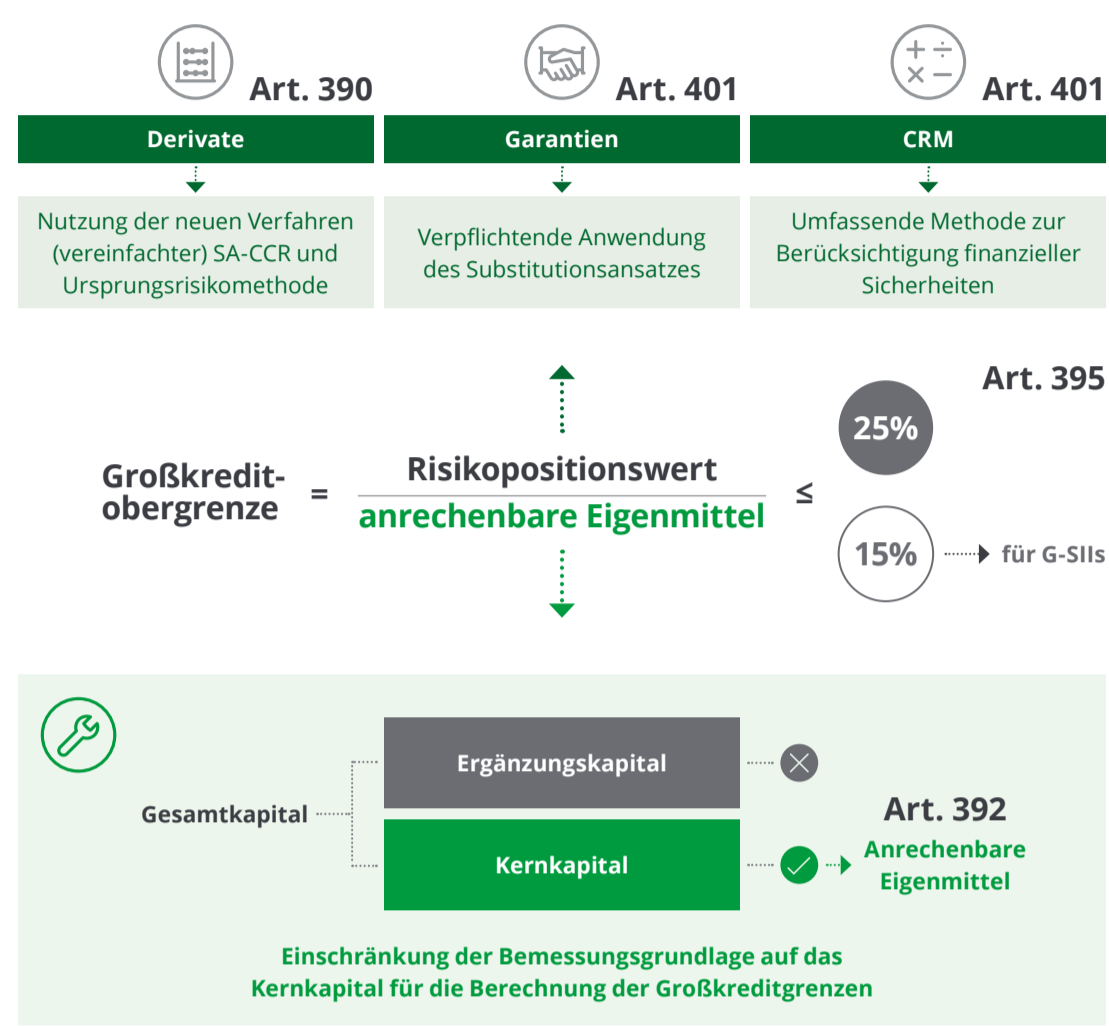 Art. 390
Art. 401
Art. 401
Derivate
Garantien
CRM
Nutzung der neuen Verfahren
(vereinfachter) SA-CCR und
Ursprungsrisikomethode
Verpflichtende Anwendung
des Substitutionsansatzes
Umfassende Methode zur
Berücksichtigung finanzieller
Sicherheiten
Art. 395
Großkredit-
obergrenze
=
Risikopositionswert
anrechenbare Eigenmittel
≤
25%
15%
für G-SIIs
Gesamtkapital
Ergänzungskapital
Kernkapital
Art. 392
Anrechenbare
Eigenmittel
Einschränkung der Bemessungsgrundlage auf das
Kernkapital für die Berechnung der Großkreditgrenzen